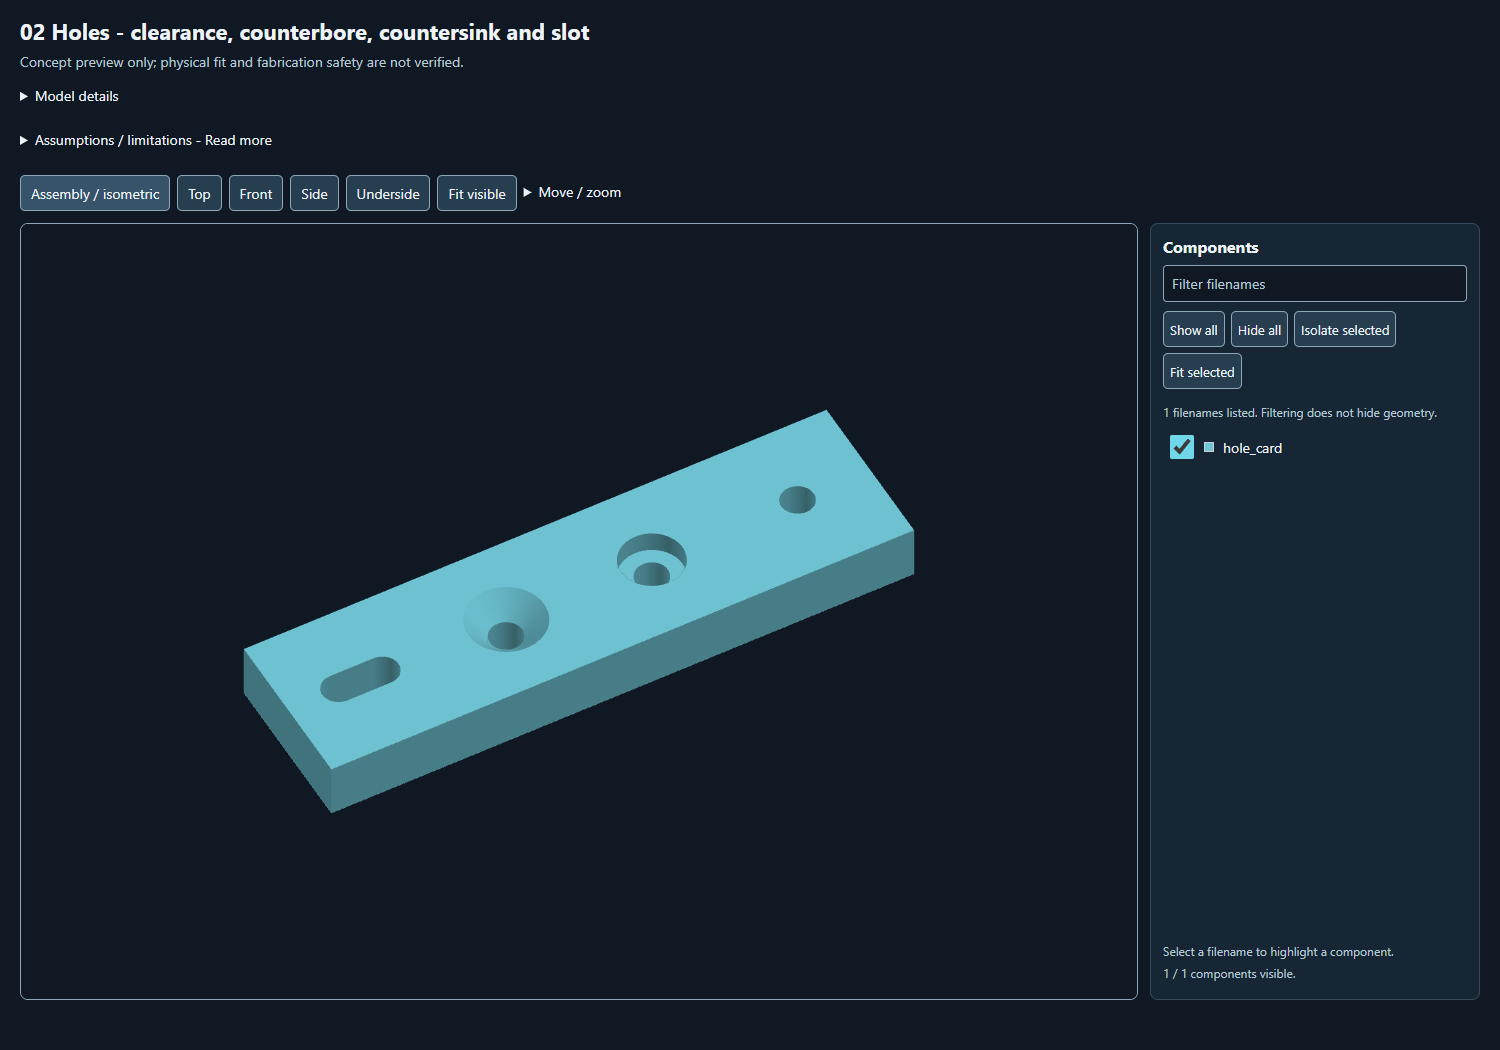 02 Holes - clearance, counterbore, countersink and slot
Concept preview only; physical fit and fabrication safety are not verified.
Model details
Assumptions / limitations - Read more
Assembly / isometric Top Front Side Underside Fit visible Move / zoom
Components
Filter filenames
Show all Hide all Isolate selected
Fit selected
1 filenames listed. Filtering does not hide geometry.
hole_card
Select a filename to highlight a component.
1 / 1 components visible.